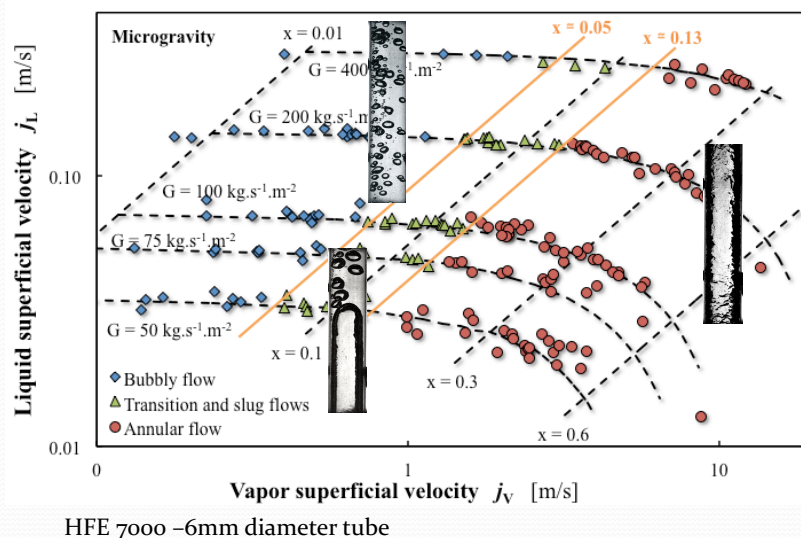 Microgravity
x = 0.01
x = 0.05
x = 0.13
G = 400 kg.s⁻¹.m⁻²
G = 200 kg.s⁻¹.m⁻²
G = 100 kg.s⁻¹.m⁻²
G = 75 kg.s⁻¹.m⁻²
G = 50 kg.s⁻¹.m⁻²
x = 0.1
x = 0.3
x = 0.6
Bubbly flow
Transition and slug flows
Annular flow
Liquid superficial velocity jL [m/s]
0.10
0.01
0
1
10
Vapor superficial velocity jV [m/s]
HFE 7000 –6mm diameter tube